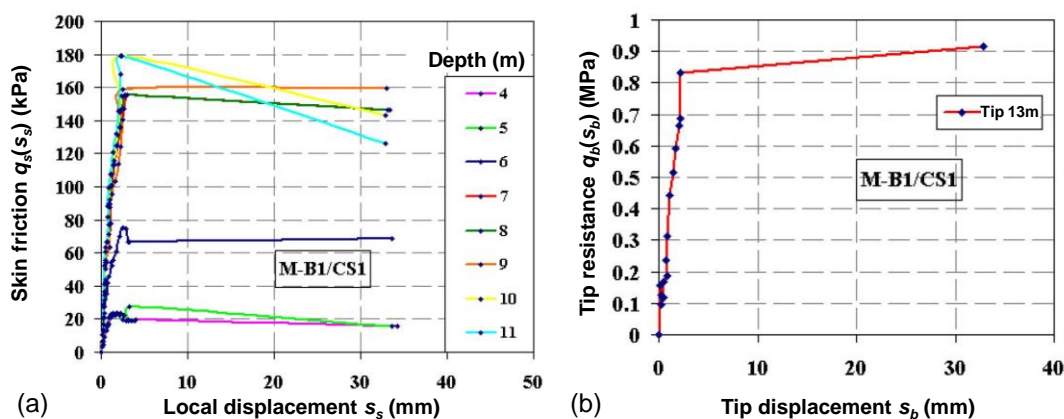 Skin friction qs(ss) (kPa)
200
180
160
140
120
100
80
60
40
20
0
0 10 20 30 40 50
Local displacement ss (mm)
Depth (m)
4
5
6
7
8
9
10
11
M-B1/CS1
(a)
Tip resistance qb(sb) (MPa)
1
0.9
0.8
0.7
0.6
0.5
0.4
0.3
0.2
0.1
0
0 10 20 30 40
Tip displacement sb (mm)
Tip 13m
M-B1/CS1
(b)